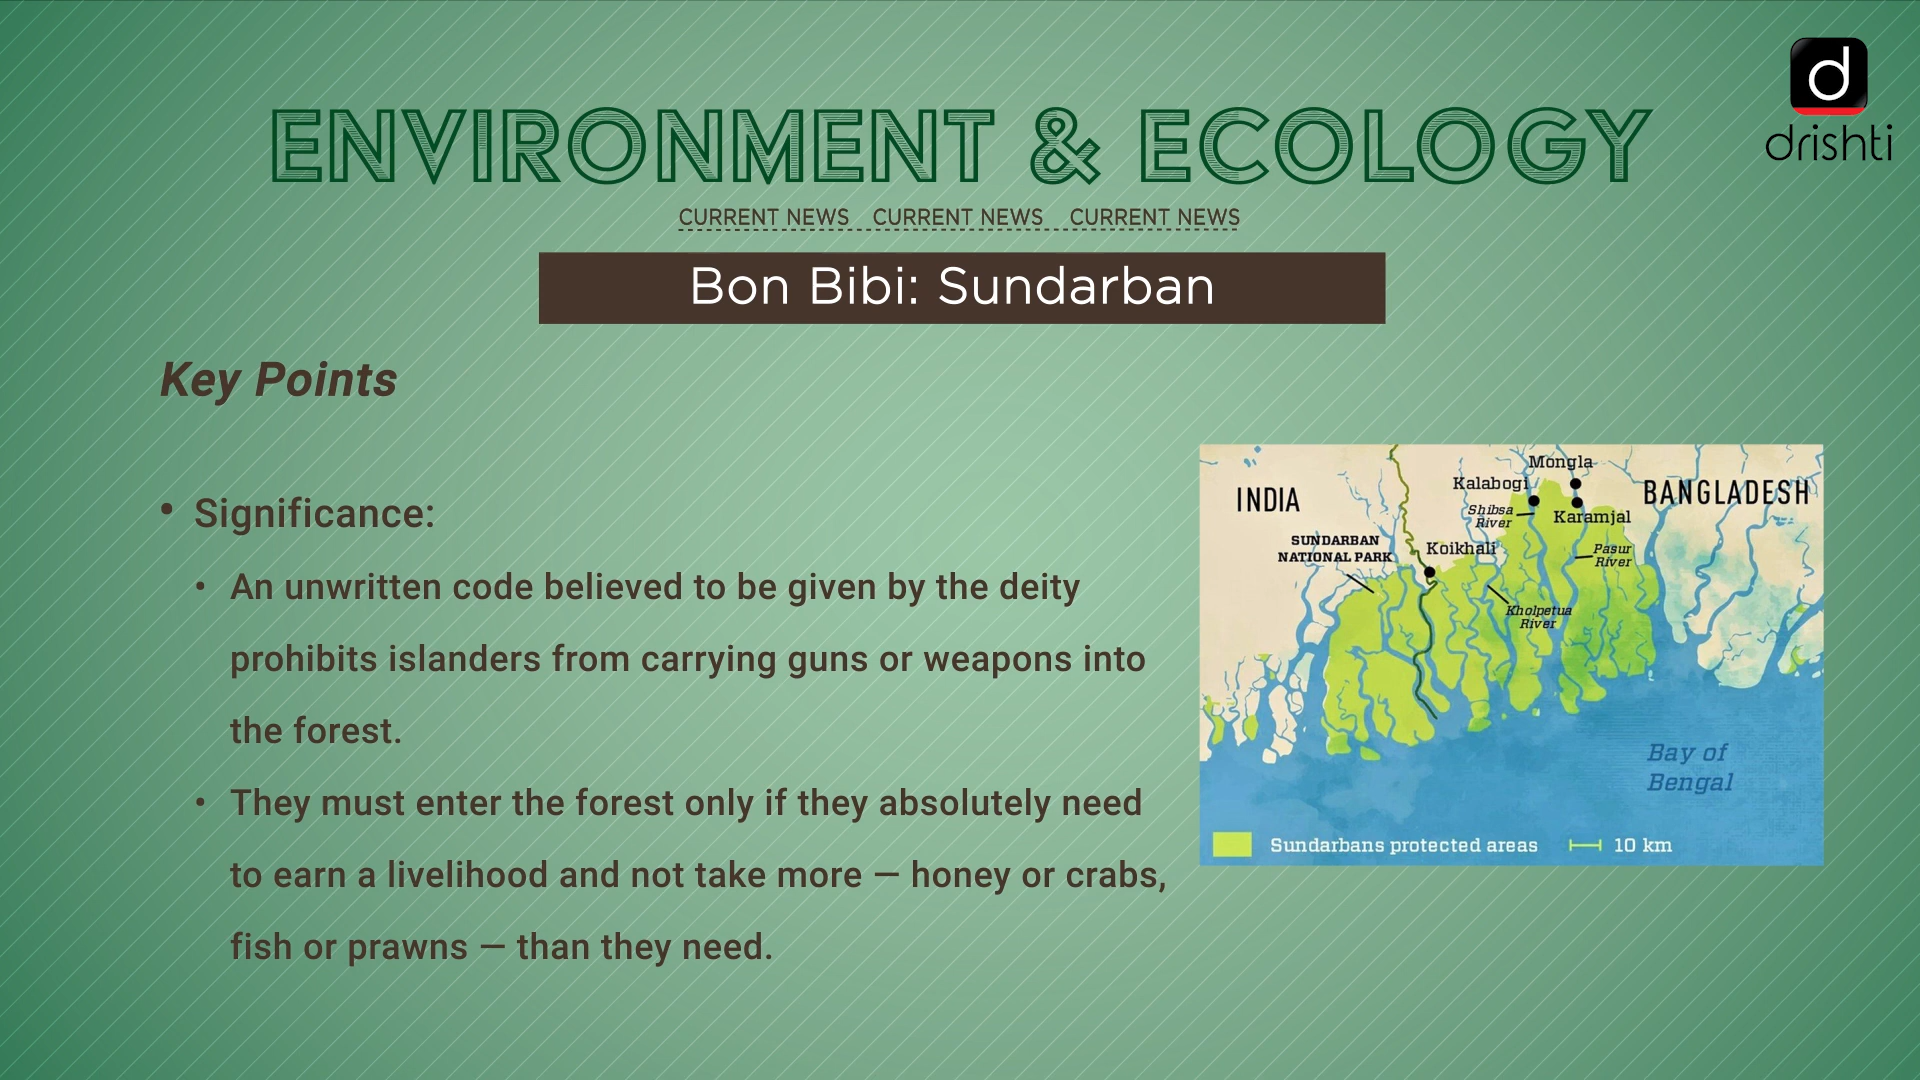 d
drishti
ENVIRONMENT & ECOLOGY
CURRENT NEWS CURRENT NEWS CURRENT NEWS
Bon Bibi: Sundarban
Key Points
• Significance:
• An unwritten code believed to be given by the deity
prohibits islanders from carrying guns or weapons into
the forest.
• They must enter the forest only if they absolutely need
to earn a livelihood and not take more — honey or crabs,
fish or prawns — than they need.
INDIA
BANGLADESH
Mongla
Kalabogi
Shibsa
River
Karamjal
SUNDARBAN
NATIONAL PARK
Koikhali
Pasur
River
Kholpetua
River
Bay of
Bengal
Sundarbans protected areas
10 km